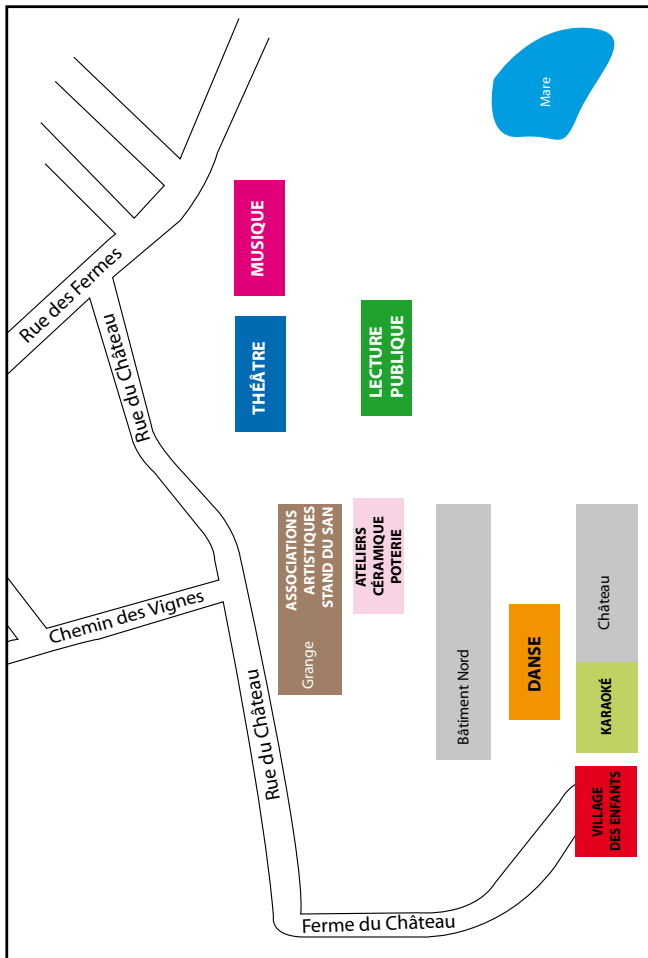 Mare
MUSIQUE
Rue des Fermes
THÉÂTRE
LECTURE
PUBLIQUE
Rue du Château
ASSOCIATIONS
ARTISTIQUES
STAND DU SAN
Grange
ATELIERS
CÉRAMIQUE
POTERIE
Chemin des Vignes
Rue du Château
Bâtiment Nord
DANSE
Château
KARAOKÉ
VILLAGE
DES ENFANTS
Ferme du Château